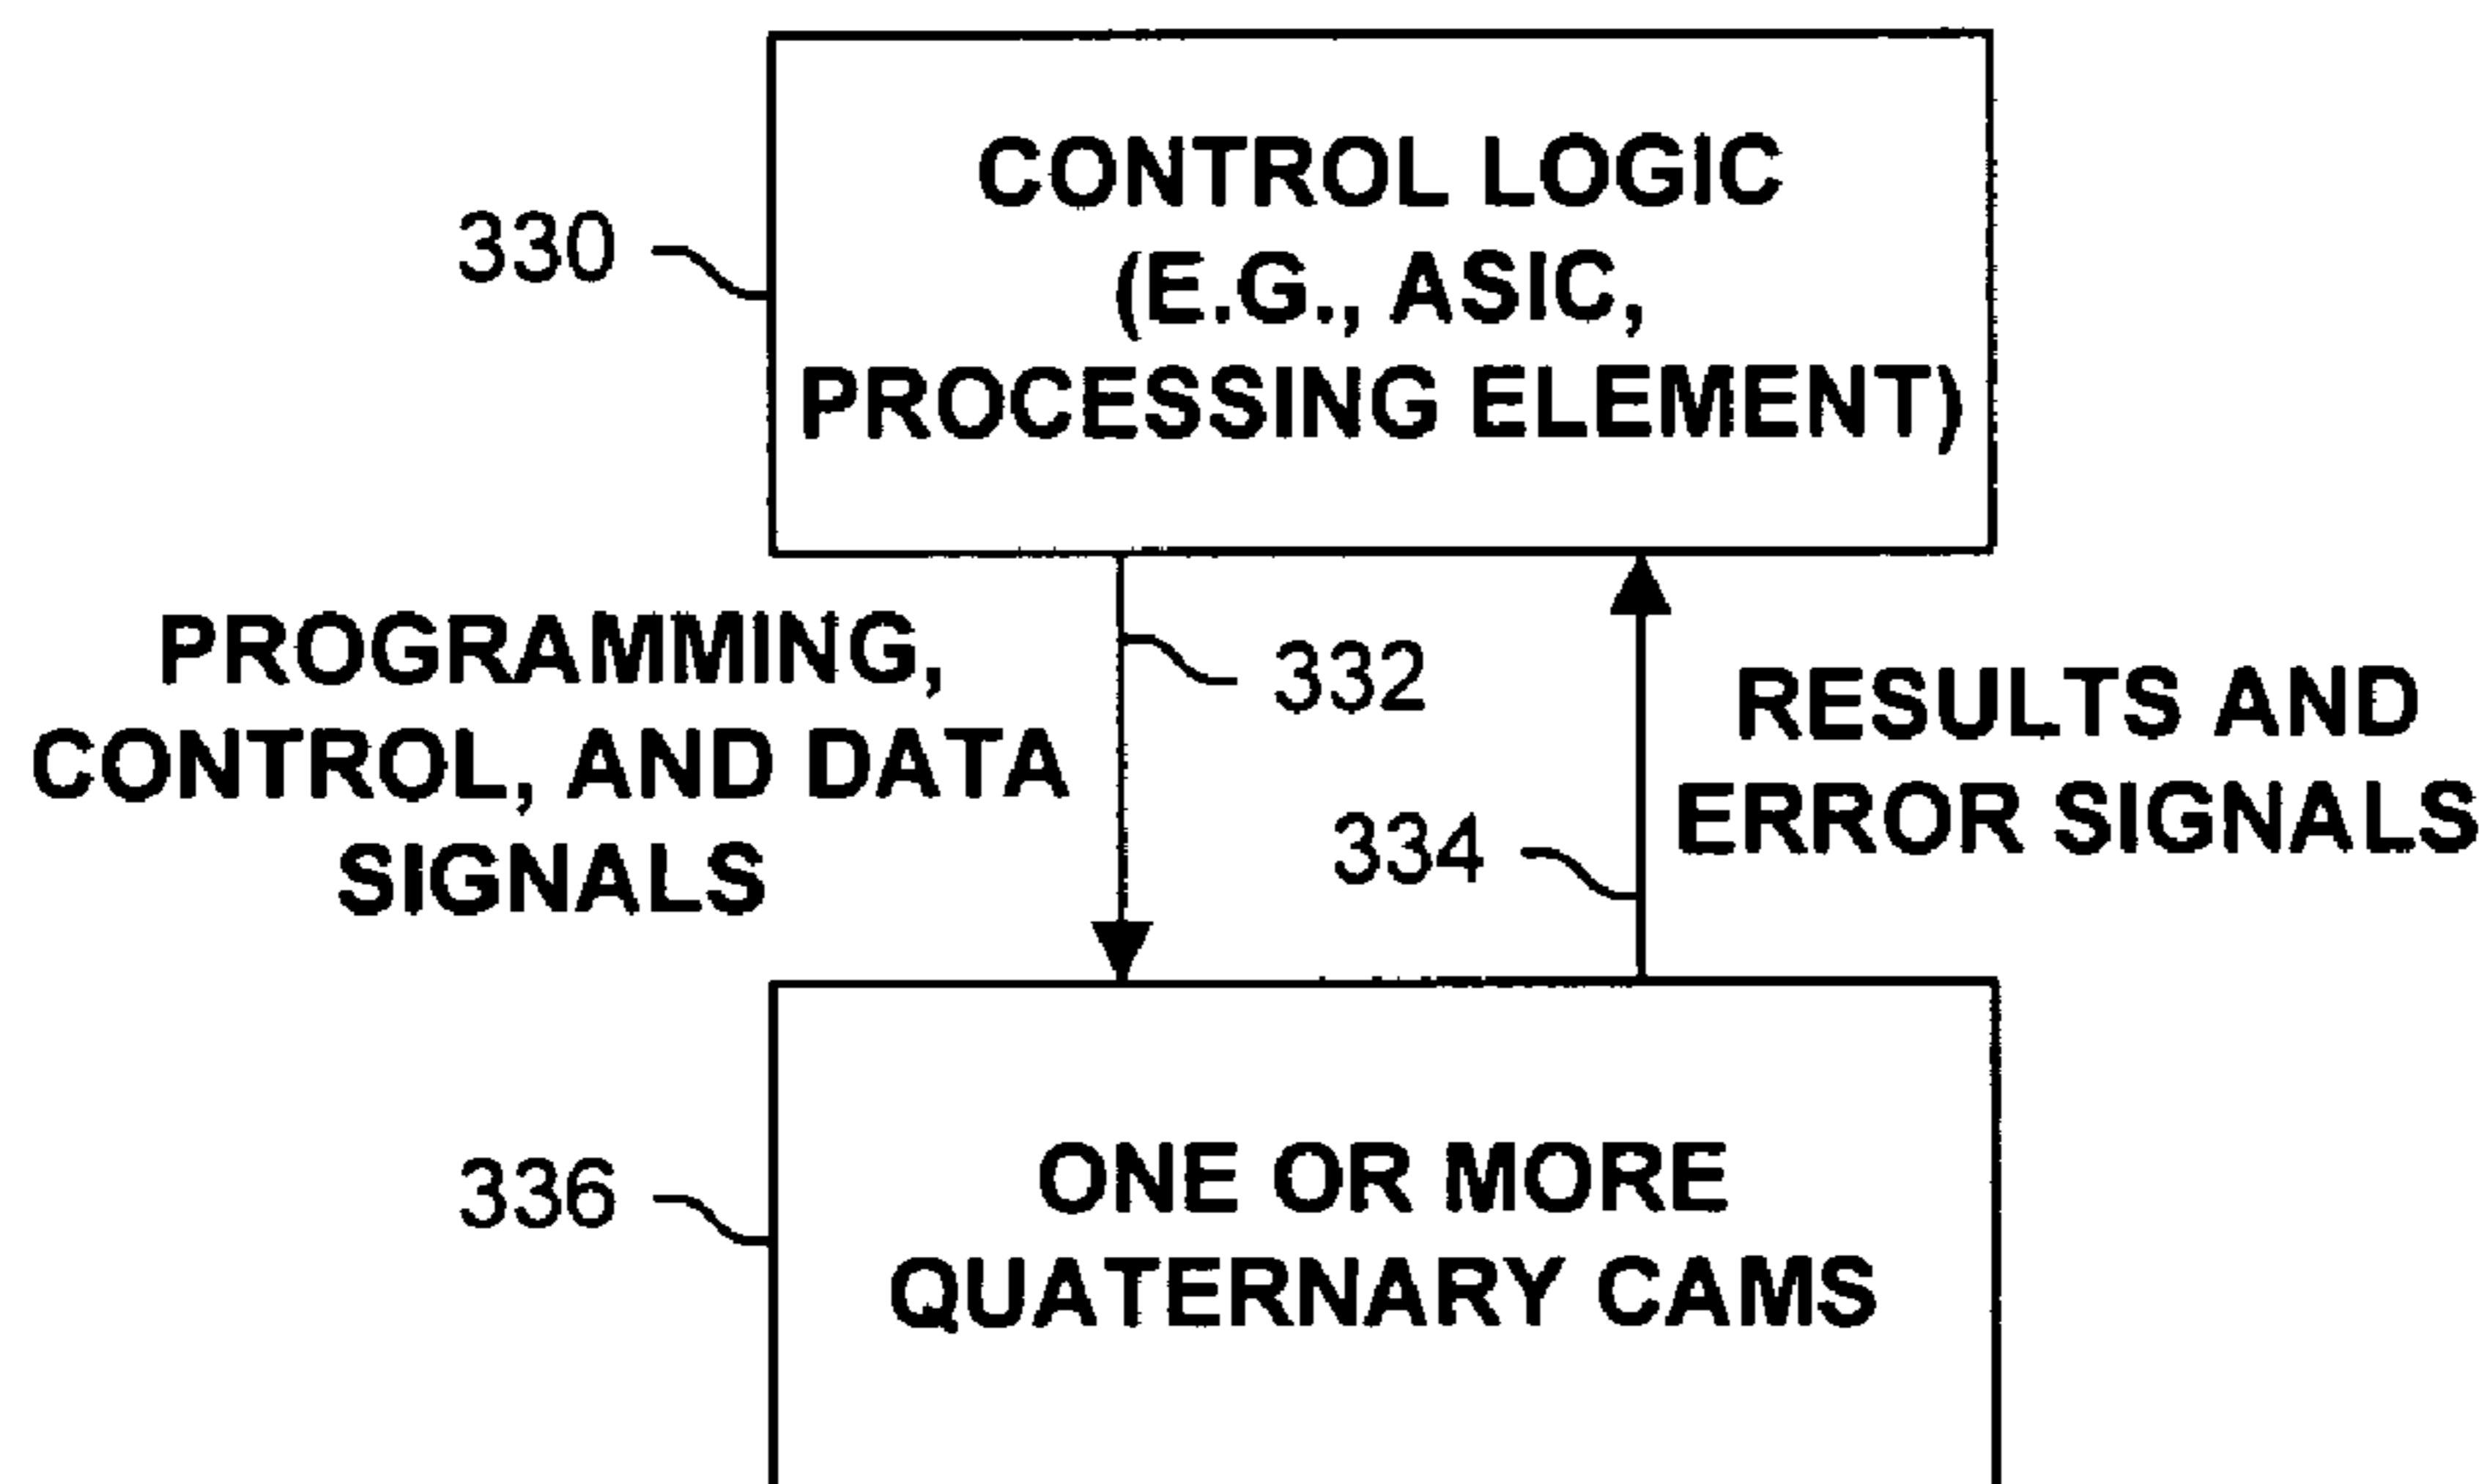 CONTROL LOGIC
(E.G., ASIC,
PROCESSING ELEMENT)
330
PROGRAMMING,
CONTROL, AND DATA
SIGNALS
332
RESULTS AND
ERROR SIGNALS
334
336
ONE OR MORE
QUATERNARY CAMS